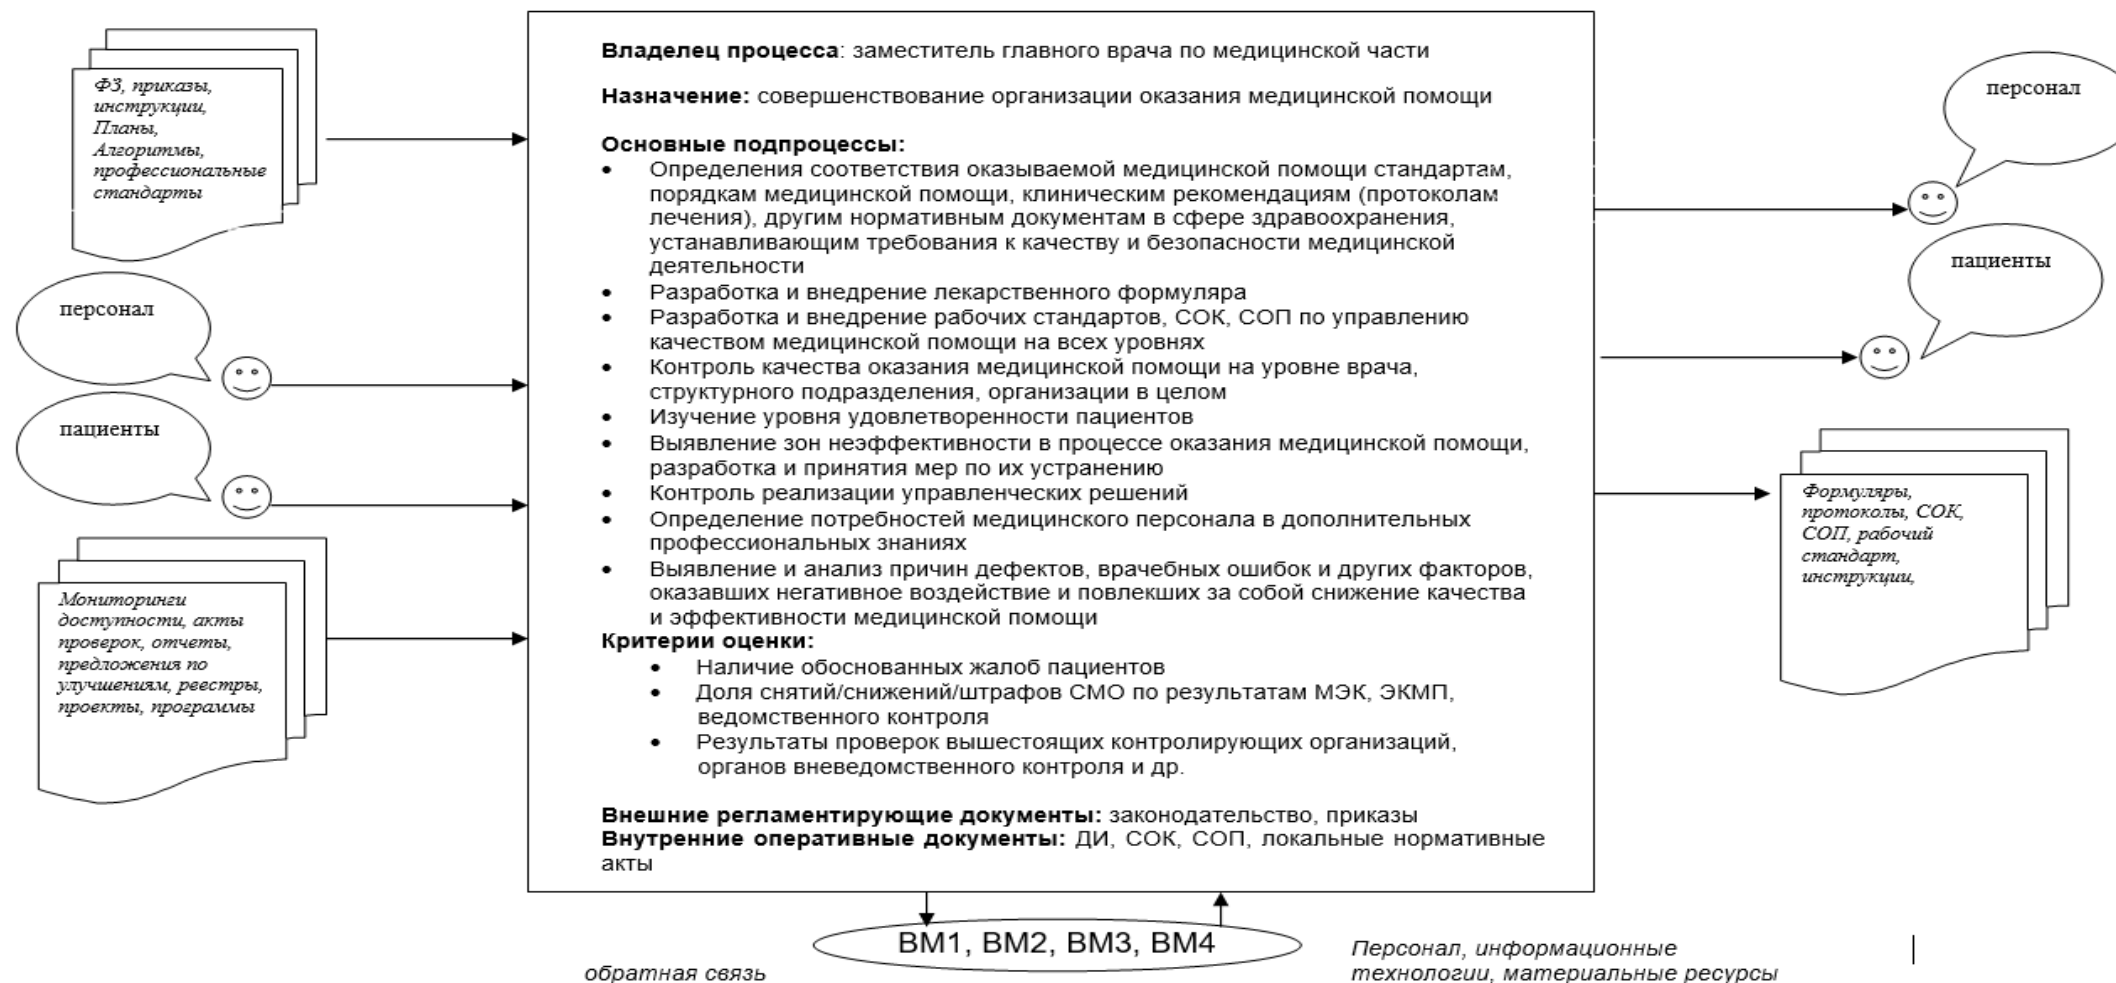 ФЗ, приказы,
инструкции,
Планы,
Алгоритмы,
профессиональные
стандарты
персонал
пациенты
Мониторинги
доступности, акты
проверок, отчеты,
предложения по
улучшениям, реестры,
проекты, программы
Владелец процесса: заместитель главного врача по медицинской части
Назначение: совершенствование организации оказания медицинской помощи
Основные подпроцессы:
• Определения соответствия оказываемой медицинской помощи стандартам,
порядкам медицинской помощи, клиническим рекомендациям (протоколам
лечения), другим нормативным документам в сфере здравоохранения,
устанавливающим требования к качеству и безопасности медицинской
деятельности
• Разработка и внедрение лекарственного формуляра
• Разработка и внедрение рабочих стандартов, СОК, СОП по управлению
качеством медицинской помощи на всех уровнях
• Контроль качества оказания медицинской помощи на уровне врача,
структурного подразделения, организации в целом
• Изучение уровня удовлетворенности пациентов
• Выявление зон неэффективности в процессе оказания медицинской помощи,
разработка и принятия мер по их устранению
• Контроль реализации управленческих решений
• Определение потребностей медицинского персонала в дополнительных
профессиональных знаниях
• Выявление и анализ причин дефектов, врачебных ошибок и других факторов,
оказавших негативное воздействие и повлекших за собой снижение качества
и эффективности медицинской помощи
Критерии оценки:
• Наличие обоснованных жалоб пациентов
• Доля снятий/снижений/штрафов СМО по результатам МЭК, ЭКМП,
ведомственного контроля
• Результаты проверок вышестоящих контролирующих организаций,
органов вневедомственного контроля и др.
Внешние регламентирующие документы: законодательство, приказы
Внутренние оперативные документы: ДИ, СОК, СОП, локальные нормативные
акты
персонал
пациенты
Формуляры,
протоколы, СОК,
СОП, рабочий
стандарт,
инструкции,
ВМ1, ВМ2, ВМ3, ВМ4
обратная связь
Персонал, информационные
технологии, материальные ресурсы